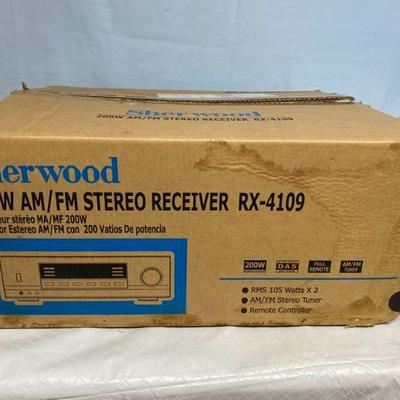 Sherwood
200W AM/FM STEREO RECEIVER RX-4109
herwood
W AM/FM STEREO RECEIVER RX-4109
eur stéréo MA/MF 200W
or Estereo AM/FM con 200 Vatios De potencia
200W
DAS
FULL REMOTE
AM/FM TUNER
● RMS 105 Watts X 2
● AM/FM Stereo Tuner
● Remote Controller